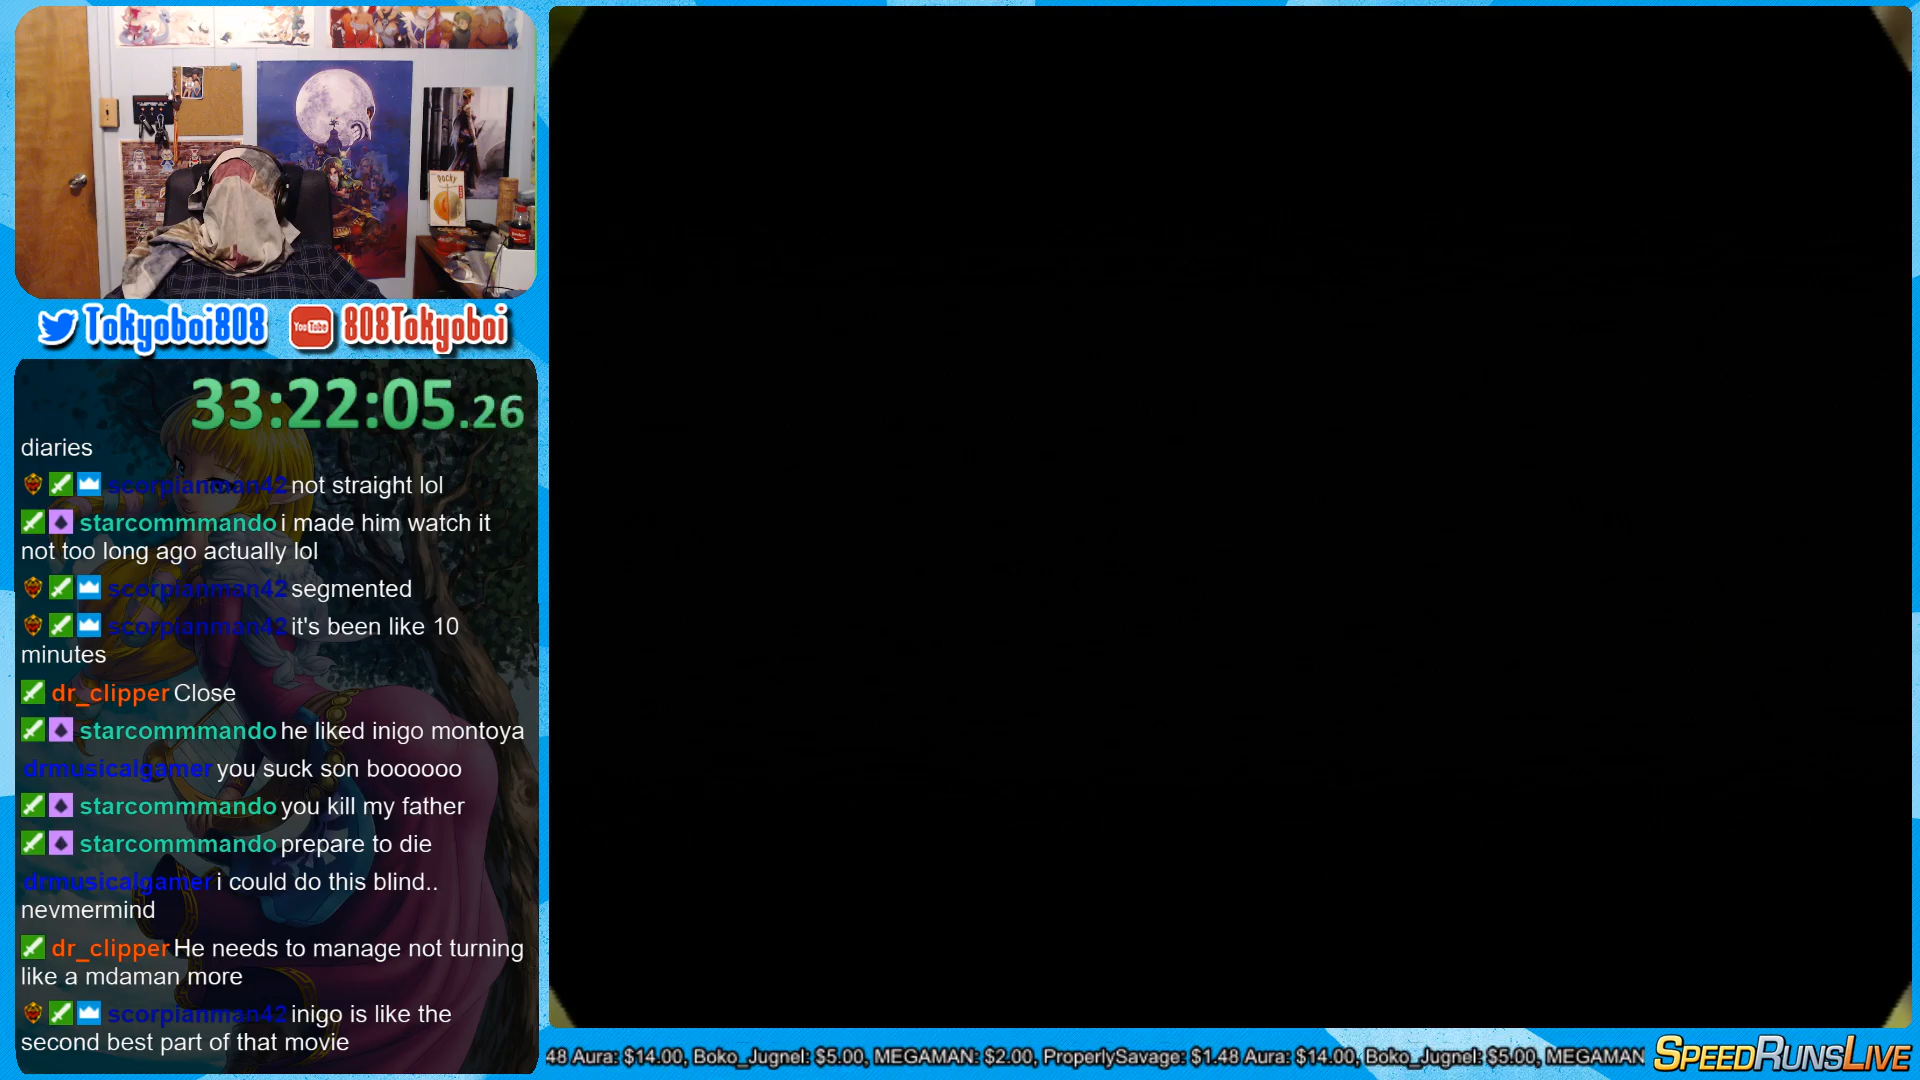 POCKY
Tokyoboi808
You Tube
808Tokyoboi
33:22:05.26
diaries
scorpianman42 not straight lol
starcommmando i made him watch it
not too long ago actually lol
scorpianman42 segmented
scorpianman42 it's been like 10
minutes
dr_clipper Close
starcommmando he liked inigo montoya
drmusicalgamer you suck son boooooo
starcommmando you kill my father
starcommmando prepare to die
drmusicalgamer i could do this blind..
nevmermind
dr_clipper He needs to manage not turning
like a mdaman more
scorpianman42 inigo is like the
second best part of that movie
48 Aura: $14.00, Boko_Jugnel: $5.00, MEGAMAN: $2.00, ProperlySavage: $1.48 Aura: $14.00, Boko_Jugnel: $5.00, MEGAMAN
SPEEDRUNSLIVE